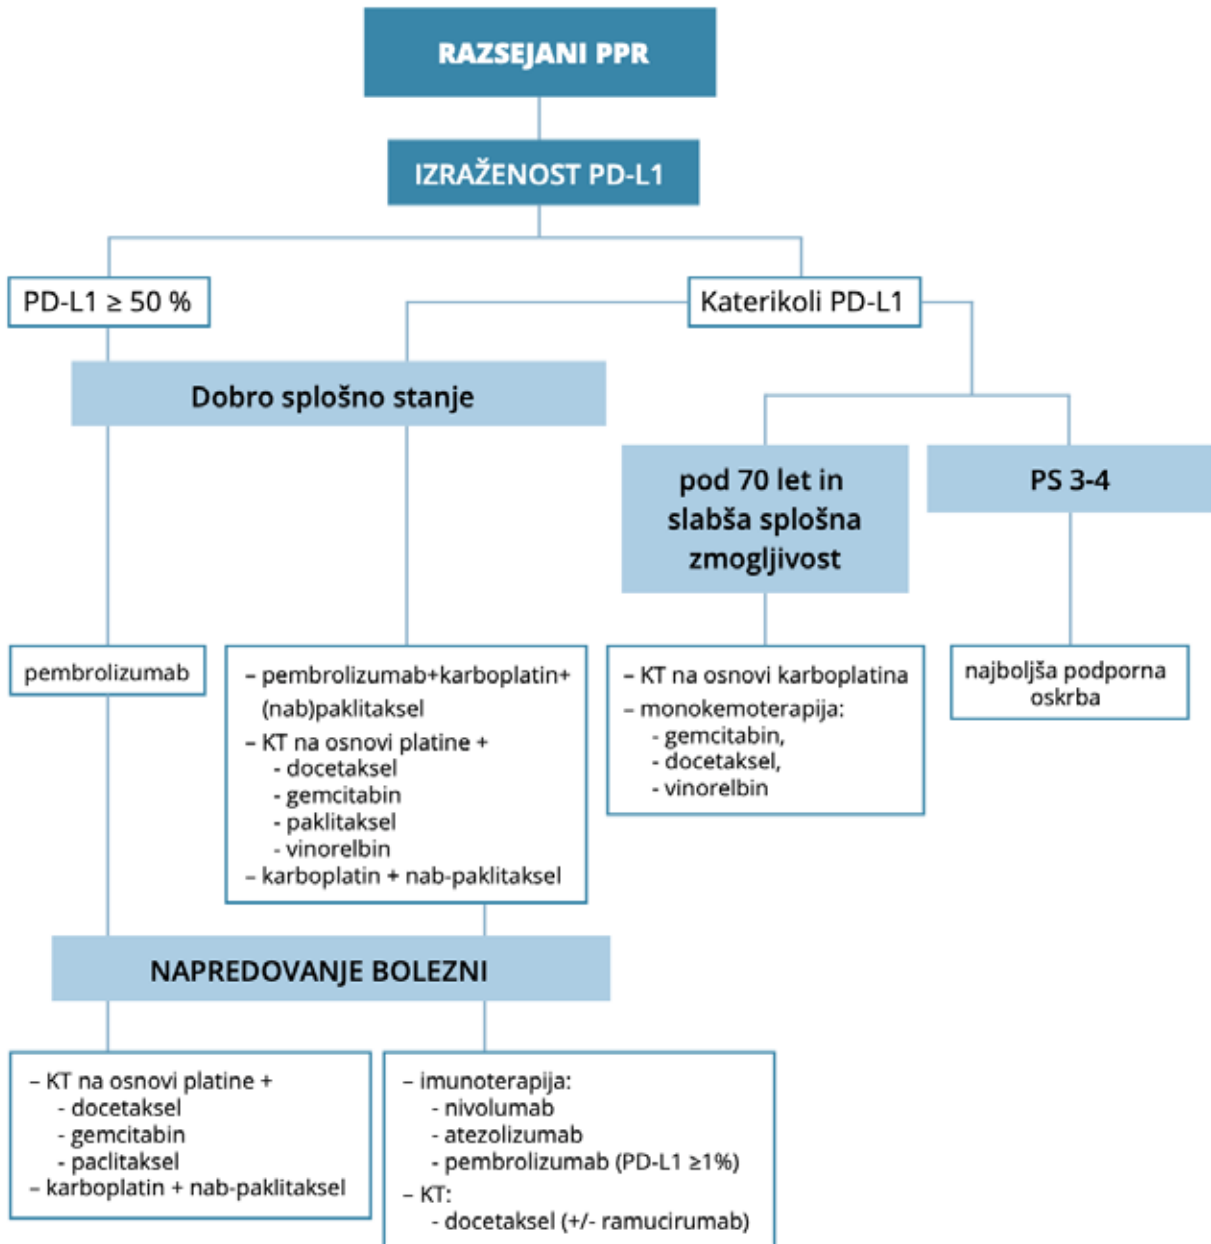 RAZSEJANI PPR
IZRAŽENOST PD-L1
PD-L1 ≥ 50 %
Katerikoli PD-L1
Dobro splošno stanje
pod 70 let in
slabša splošna
zmogljivost
PS 3-4
pembrolizumab
– pembrolizumab+karboplatin+
(nab)paklitaksel
– KT na osnovi platine +
- docetaksel
- gemcitabin
- paklitaksel
- vinorelbin
– karboplatin + nab-paklitaksel
– KT na osnovi karboplatina
– monokemoterapija:
- gemcitabin,
- docetaksel,
- vinorelbin
najboljša podporna
oskrba
NAPREDOVANJE BOLEZNI
– KT na osnovi platine +
- docetaksel
- gemcitabin
- paclitaksel
– karboplatin + nab-paklitaksel
– imunoterapija:
- nivolumab
- atezolizumab
- pembrolizumab (PD-L1 ≥1%)
– KT:
- docetaksel (+/- ramucirumab)